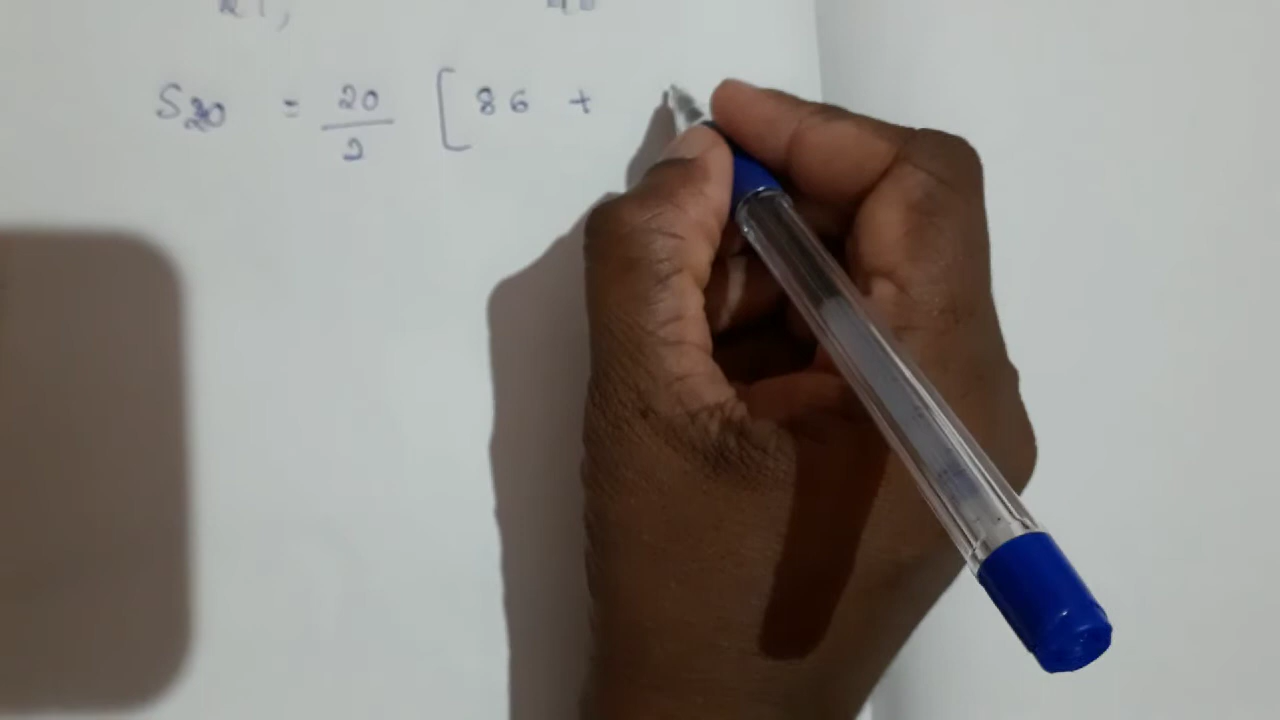 S20 = 20/2 [ 86 +